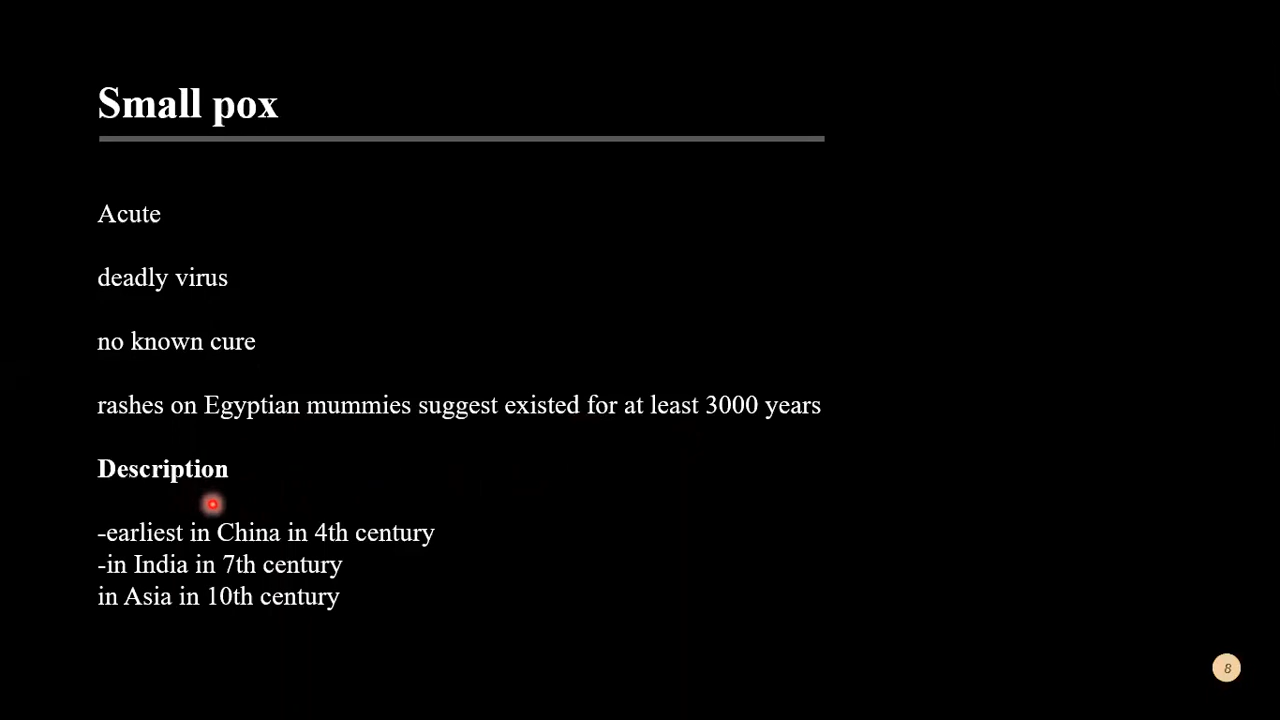 Small pox
Acute
deadly virus
no known cure
rashes on Egyptian mummies suggest existed for at least 3000 years
Description
-earliest in China in 4th century
-in India in 7th century
in Asia in 10th century
8